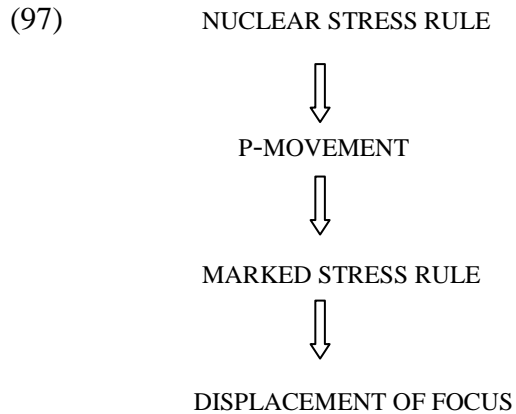 (97) NUCLEAR STRESS RULE
P-MOVEMENT
MARKED STRESS RULE
DISPLACEMENT OF FOCUS